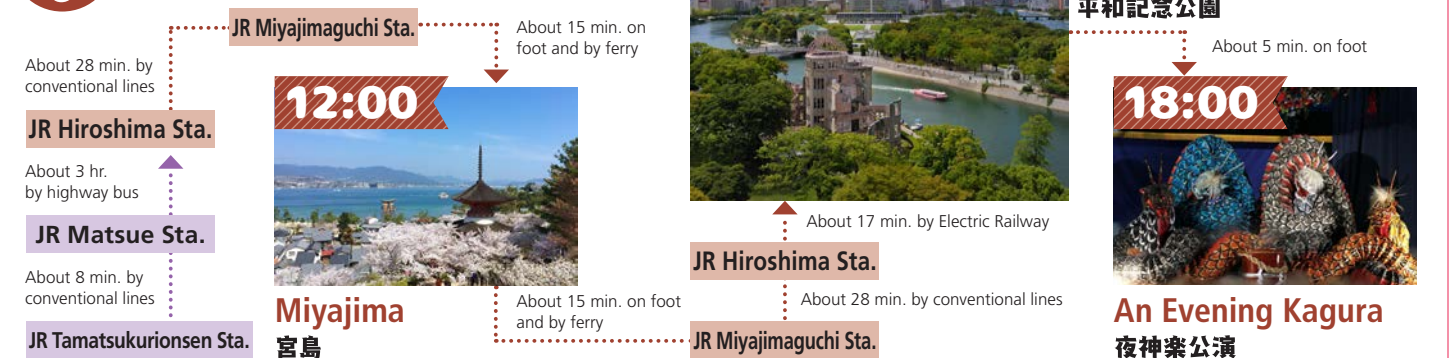 JR Miyajimaguchi Sta.
About 28 min. by
conventional lines
JR Hiroshima Sta.
About 3 hr.
by highway bus
JR Matsue Sta.
About 8 min. by
conventional lines
JR Tamatsukurionsen Sta.
About 15 min. on
foot and by ferry
12:00
Miyajima
宮島
About 15 min. on foot
and by ferry
JR Miyajimaguchi Sta.
About 28 min. by conventional lines
JR Hiroshima Sta.
About 17 min. by Electric Railway
平和記念公園
About 5 min. on foot
18:00
An Evening Kagura
夜神楽公演